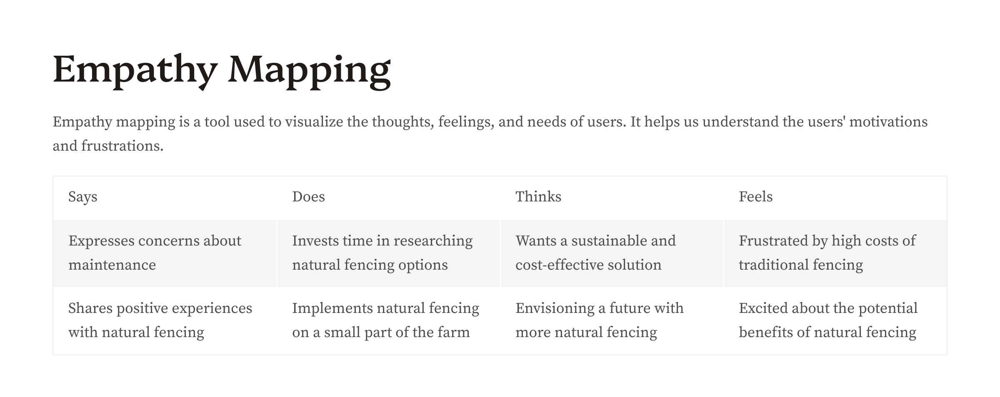 Empathy Mapping
Empathy mapping is a tool used to visualize the thoughts, feelings, and needs of users. It helps us understand the users' motivations
and frustrations.
Says
Does
Thinks
Feels
Expresses concerns about
maintenance
Invests time in researching
natural fencing options
Wants a sustainable and
cost-effective solution
Frustrated by high costs of
traditional fencing
Shares positive experiences
with natural fencing
Implements natural fencing
on a small part of the farm
Envisioning a future with
more natural fencing
Excited about the potential
benefits of natural fencing